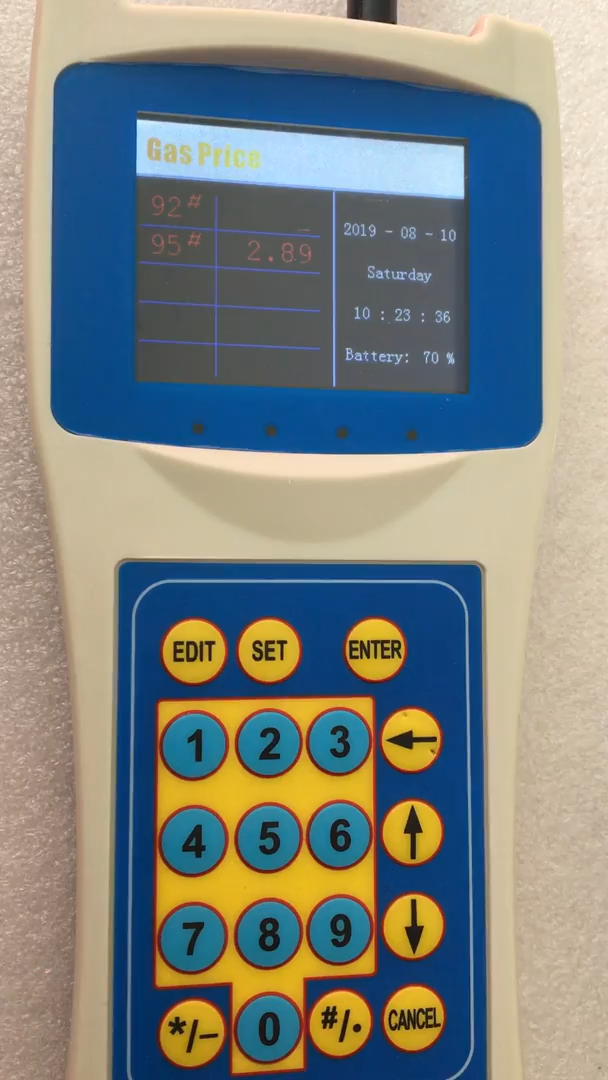 Gas Price
92#
95# 2.89
2019 - 08 - 10
Saturday
10 : 23 : 36
Battery: 70 %
EDIT SET ENTER
1 2 3 ←
4 5 6 ↑
7 8 9 ↓
*/− 0 #/• CANCEL